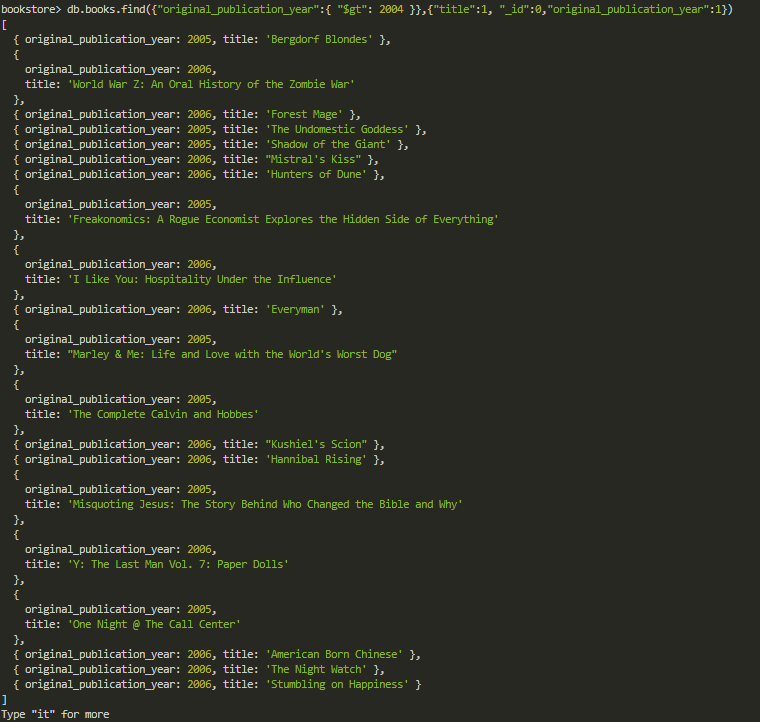 bookstore> db.books.find({"original_publication_year":{ "$gt": 2004 }},{"title":1, "_id":0,"original_publication_year":1})
[
  { original_publication_year: 2005, title: 'Bergdorf Blondes' },
  {
    original_publication_year: 2006,
    title: 'World War Z: An Oral History of the Zombie War'
  },
  { original_publication_year: 2006, title: 'Forest Mage' },
  { original_publication_year: 2005, title: 'The Undomestic Goddess' },
  { original_publication_year: 2005, title: 'Shadow of the Giant' },
  { original_publication_year: 2006, title: "Mistral's Kiss" },
  { original_publication_year: 2006, title: 'Hunters of Dune' },
  {
    original_publication_year: 2005,
    title: 'Freakonomics: A Rogue Economist Explores the Hidden Side of Everything'
  },
  {
    original_publication_year: 2006,
    title: 'I Like You: Hospitality Under the Influence'
  },
  { original_publication_year: 2006, title: 'Everyman' },
  {
    original_publication_year: 2005,
    title: "Marley & Me: Life and Love with the World's Worst Dog"
  },
  {
    original_publication_year: 2005,
    title: 'The Complete Calvin and Hobbes'
  },
  { original_publication_year: 2006, title: "Kushiel's Scion" },
  { original_publication_year: 2006, title: 'Hannibal Rising' },
  {
    original_publication_year: 2005,
    title: 'Misquoting Jesus: The Story Behind Who Changed the Bible and Why'
  },
  {
    original_publication_year: 2006,
    title: 'Y: The Last Man Vol. 7: Paper Dolls'
  },
  {
    original_publication_year: 2005,
    title: 'One Night @ The Call Center'
  },
  { original_publication_year: 2006, title: 'American Born Chinese' },
  { original_publication_year: 2006, title: 'The Night Watch' },
  { original_publication_year: 2006, title: 'Stumbling on Happiness' }
]
Type "it" for more